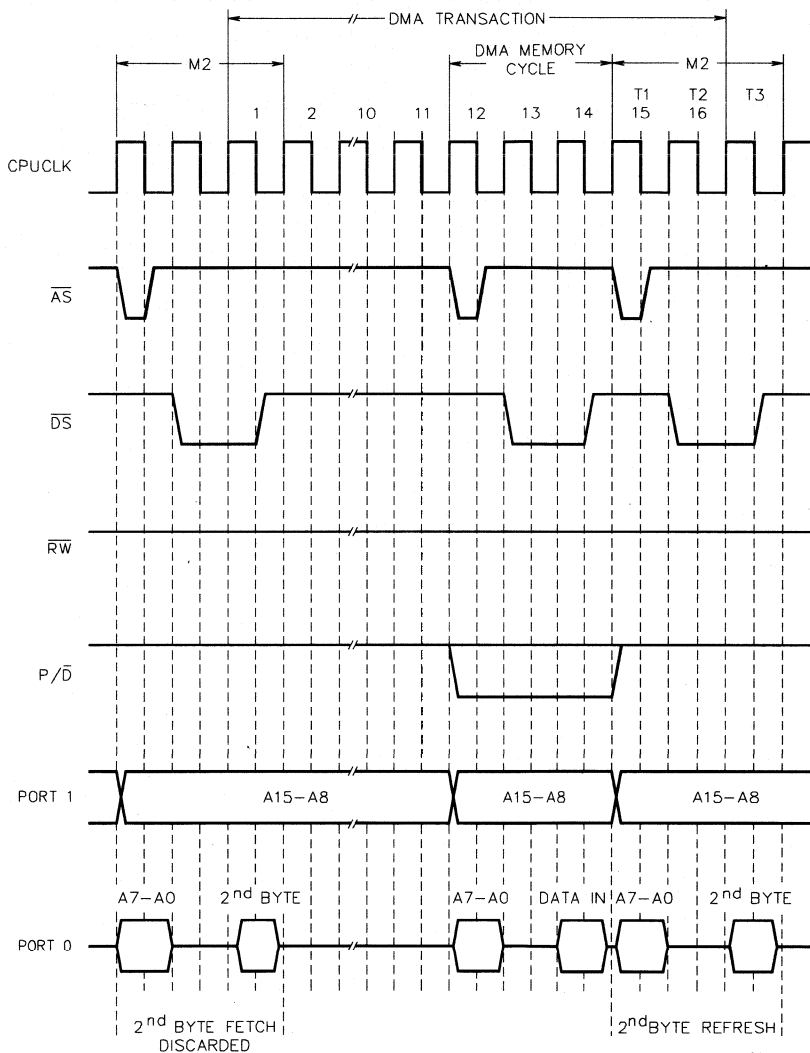 DMA TRANSACTION
M2
DMA MEMORY
CYCLE
M2
T1 T2 T3
1 2 10 11 12 13 14 15 16
CPUCLK
AS
DS
RW
P/D
PORT 1
A15-A8 A15-A8 A15-A8
A7-A0 2nd BYTE A7-A0 DATA IN A7-A0 2nd BYTE
PORT 0
2nd BYTE FETCH
DISCARDED
2nd BYTE REFRESH